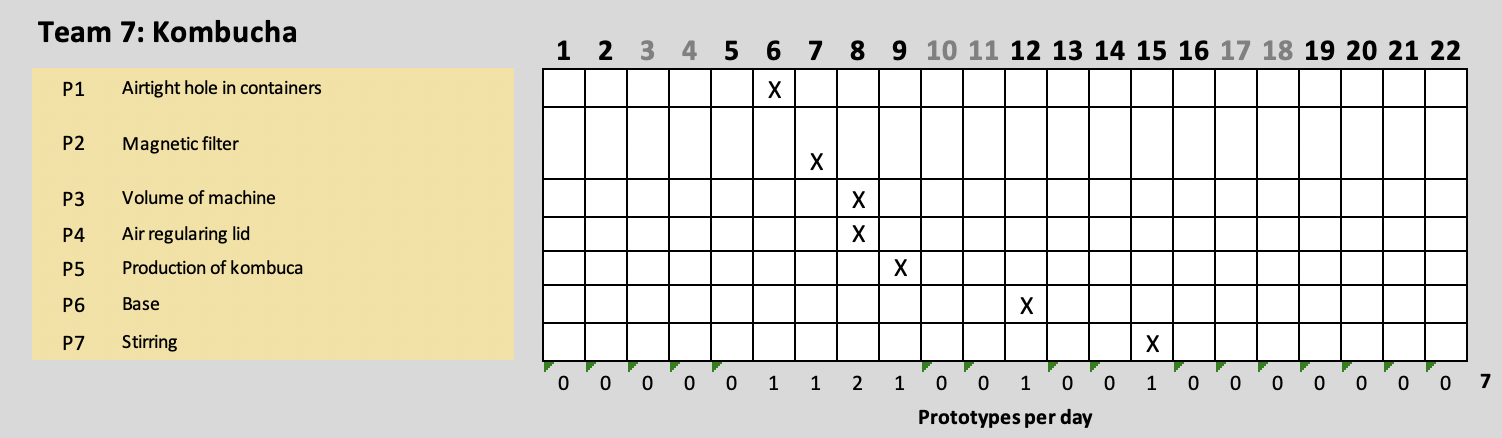 Team 7: Kombucha
1 2 3 4 5 6 7 8 9 10 11 12 13 14 15 16 17 18 19 20 21 22
P1 Airtight hole in containers X
P2 Magnetic filter X
P3 Volume of machine X
P4 Air regularing lid X
P5 Production of kombuca X
P6 Base X
P7 Stirring X
0 0 0 0 0 1 1 2 1 0 0 1 0 0 1 0 0 0 0 0 0 0 7
Prototypes per day